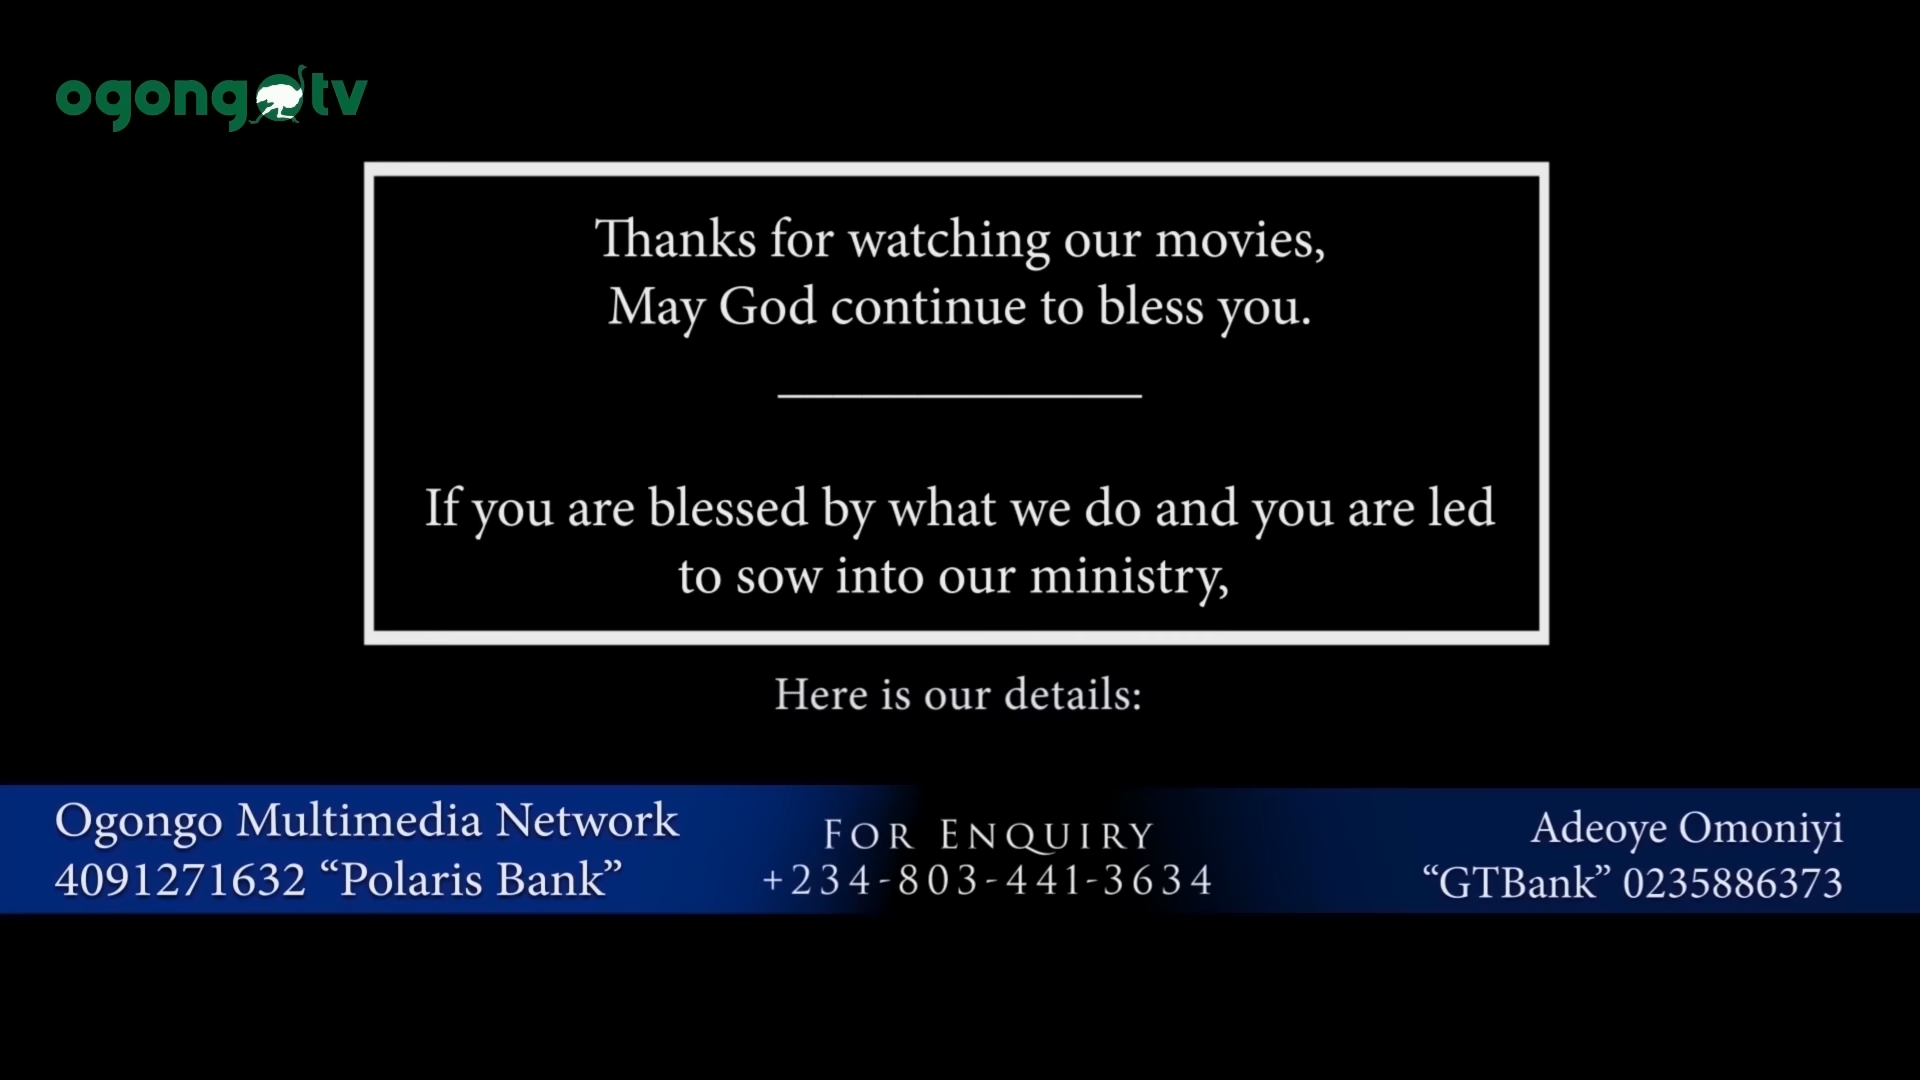 ogongotv
Thanks for watching our movies,
May God continue to bless you.
If you are blessed by what we do and you are led
to sow into our ministry,
Here is our details:
Ogongo Multimedia Network
4091271632 “Polaris Bank”
FOR ENQUIRY
+234-803-441-3634
Adeoye Omoniyi
“GTBank” 0235886373